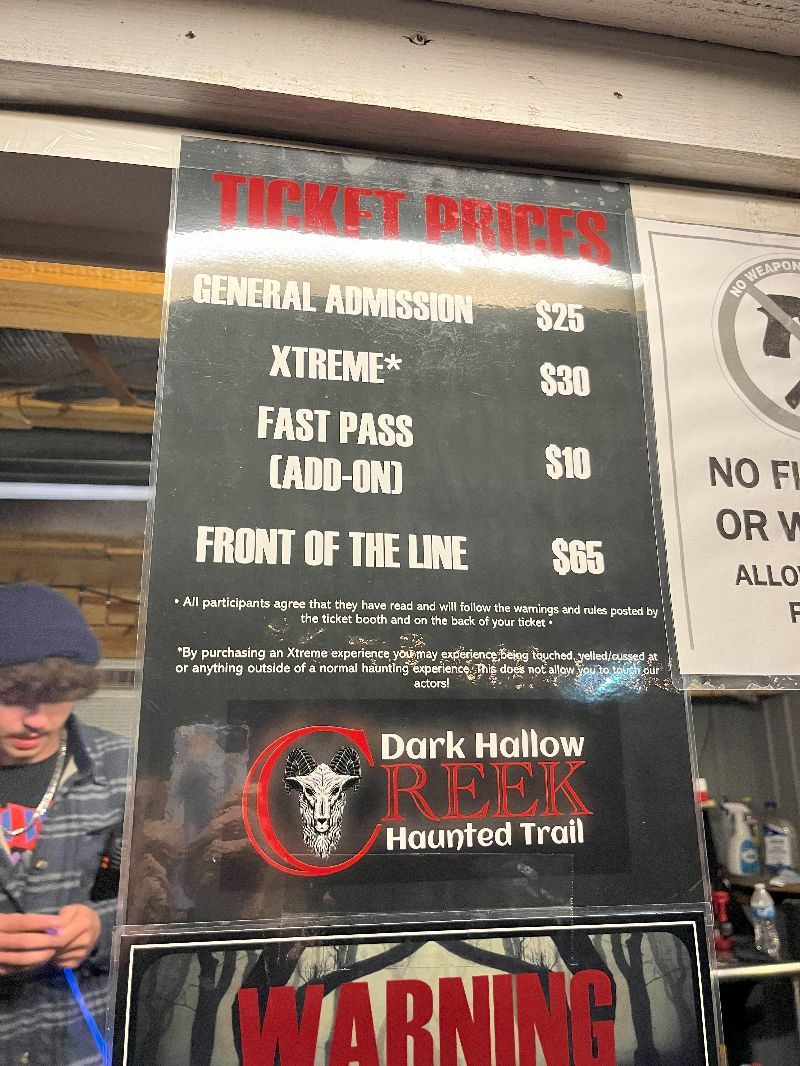 TICKET PRICES
GENERAL ADMISSION $25
XTREME* $30
FAST PASS
(ADD-ON) $10
FRONT OF THE LINE $65
• All participants agree that they have read and will follow the warnings and rules posted by
the ticket booth and on the back of your ticket •
*By purchasing an Xtreme experience you may experience being touched, yelled/cussed at
or anything outside of a normal haunting experience. This does not allow you to touch our
actors!
Dark Hallow
CREEK
Haunted Trail
WARNING
NO WEAPON
NO
OR